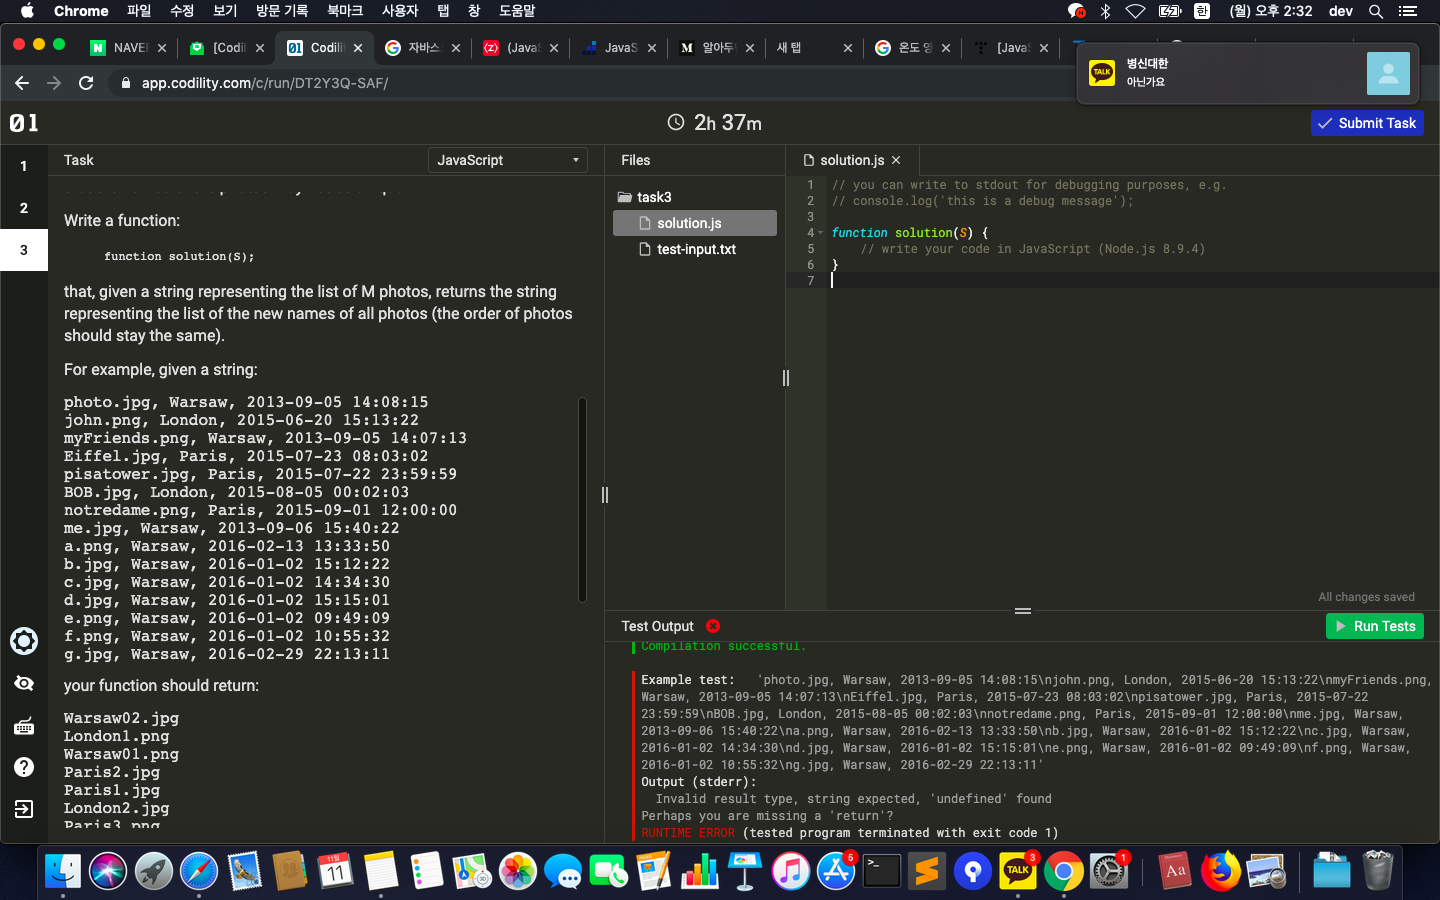 Chrome 파일 수정 보기 방문 기록 북마크 사용자 탭 창 도움말
한 (월) 오후 2:32 dev
NAVE
[Codil
Codilit
자바스
(JavaS
JavaS
M 알아두
새 탭
온도 영
[JavaS
app.codility.com/c/run/DT2Y3Q-SAF/
TALK
병신대한
아닌가요
01
2h 37m
Submit Task
1
2
3
Task
JavaScript
Files
solution.js
task3
solution.js
test-input.txt
Write a function:
function solution(S);
that, given a string representing the list of M photos, returns the string
representing the list of the new names of all photos (the order of photos
should stay the same).
For example, given a string:
photo.jpg, Warsaw, 2013-09-05 14:08:15
john.png, London, 2015-06-20 15:13:22
myFriends.png, Warsaw, 2013-09-05 14:07:13
Eiffel.jpg, Paris, 2015-07-23 08:03:02
pisatower.jpg, Paris, 2015-07-22 23:59:59
BOB.jpg, London, 2015-08-05 00:02:03
notredame.png, Paris, 2015-09-01 12:00:00
me.jpg, Warsaw, 2013-09-06 15:40:22
a.png, Warsaw, 2016-02-13 13:33:50
b.jpg, Warsaw, 2016-01-02 15:12:22
c.jpg, Warsaw, 2016-01-02 14:34:30
d.jpg, Warsaw, 2016-01-02 15:15:01
e.png, Warsaw, 2016-01-02 09:49:09
f.png, Warsaw, 2016-01-02 10:55:32
g.jpg, Warsaw, 2016-02-29 22:13:11
your function should return:
Warsaw02.jpg
London1.png
Warsaw01.png
Paris2.jpg
Paris1.jpg
London2.jpg
Paris3.png
1 // you can write to stdout for debugging purposes, e.g.
2 // console.log('this is a debug message');
3
4 function solution(S) {
5 // write your code in JavaScript (Node.js 8.9.4)
6 }
7
All changes saved
Test Output
Run Tests
Compilation successful.
Example test: 'photo.jpg, Warsaw, 2013-09-05 14:08:15\njohn.png, London, 2015-06-20 15:13:22\nmyFriends.png,
Warsaw, 2013-09-05 14:07:13\nEiffel.jpg, Paris, 2015-07-23 08:03:02\npisatower.jpg, Paris, 2015-07-22
23:59:59\nBOB.jpg, London, 2015-08-05 00:02:03\nnotredame.png, Paris, 2015-09-01 12:00:00\nme.jpg, Warsaw,
2013-09-06 15:40:22\na.png, Warsaw, 2016-02-13 13:33:50\nb.jpg, Warsaw, 2016-01-02 15:12:22\nc.jpg, Warsaw,
2016-01-02 14:34:30\nd.jpg, Warsaw, 2016-01-02 15:15:01\ne.png, Warsaw, 2016-01-02 09:49:09\nf.png, Warsaw,
2016-01-02 10:55:32\ng.jpg, Warsaw, 2016-02-29 22:13:11'
Output (stderr):
Invalid result type, string expected, 'undefined' found
Perhaps you are missing a 'return'?
RUNTIME ERROR (tested program terminated with exit code 1)
11월
11
5
TALK
3
1
Aa